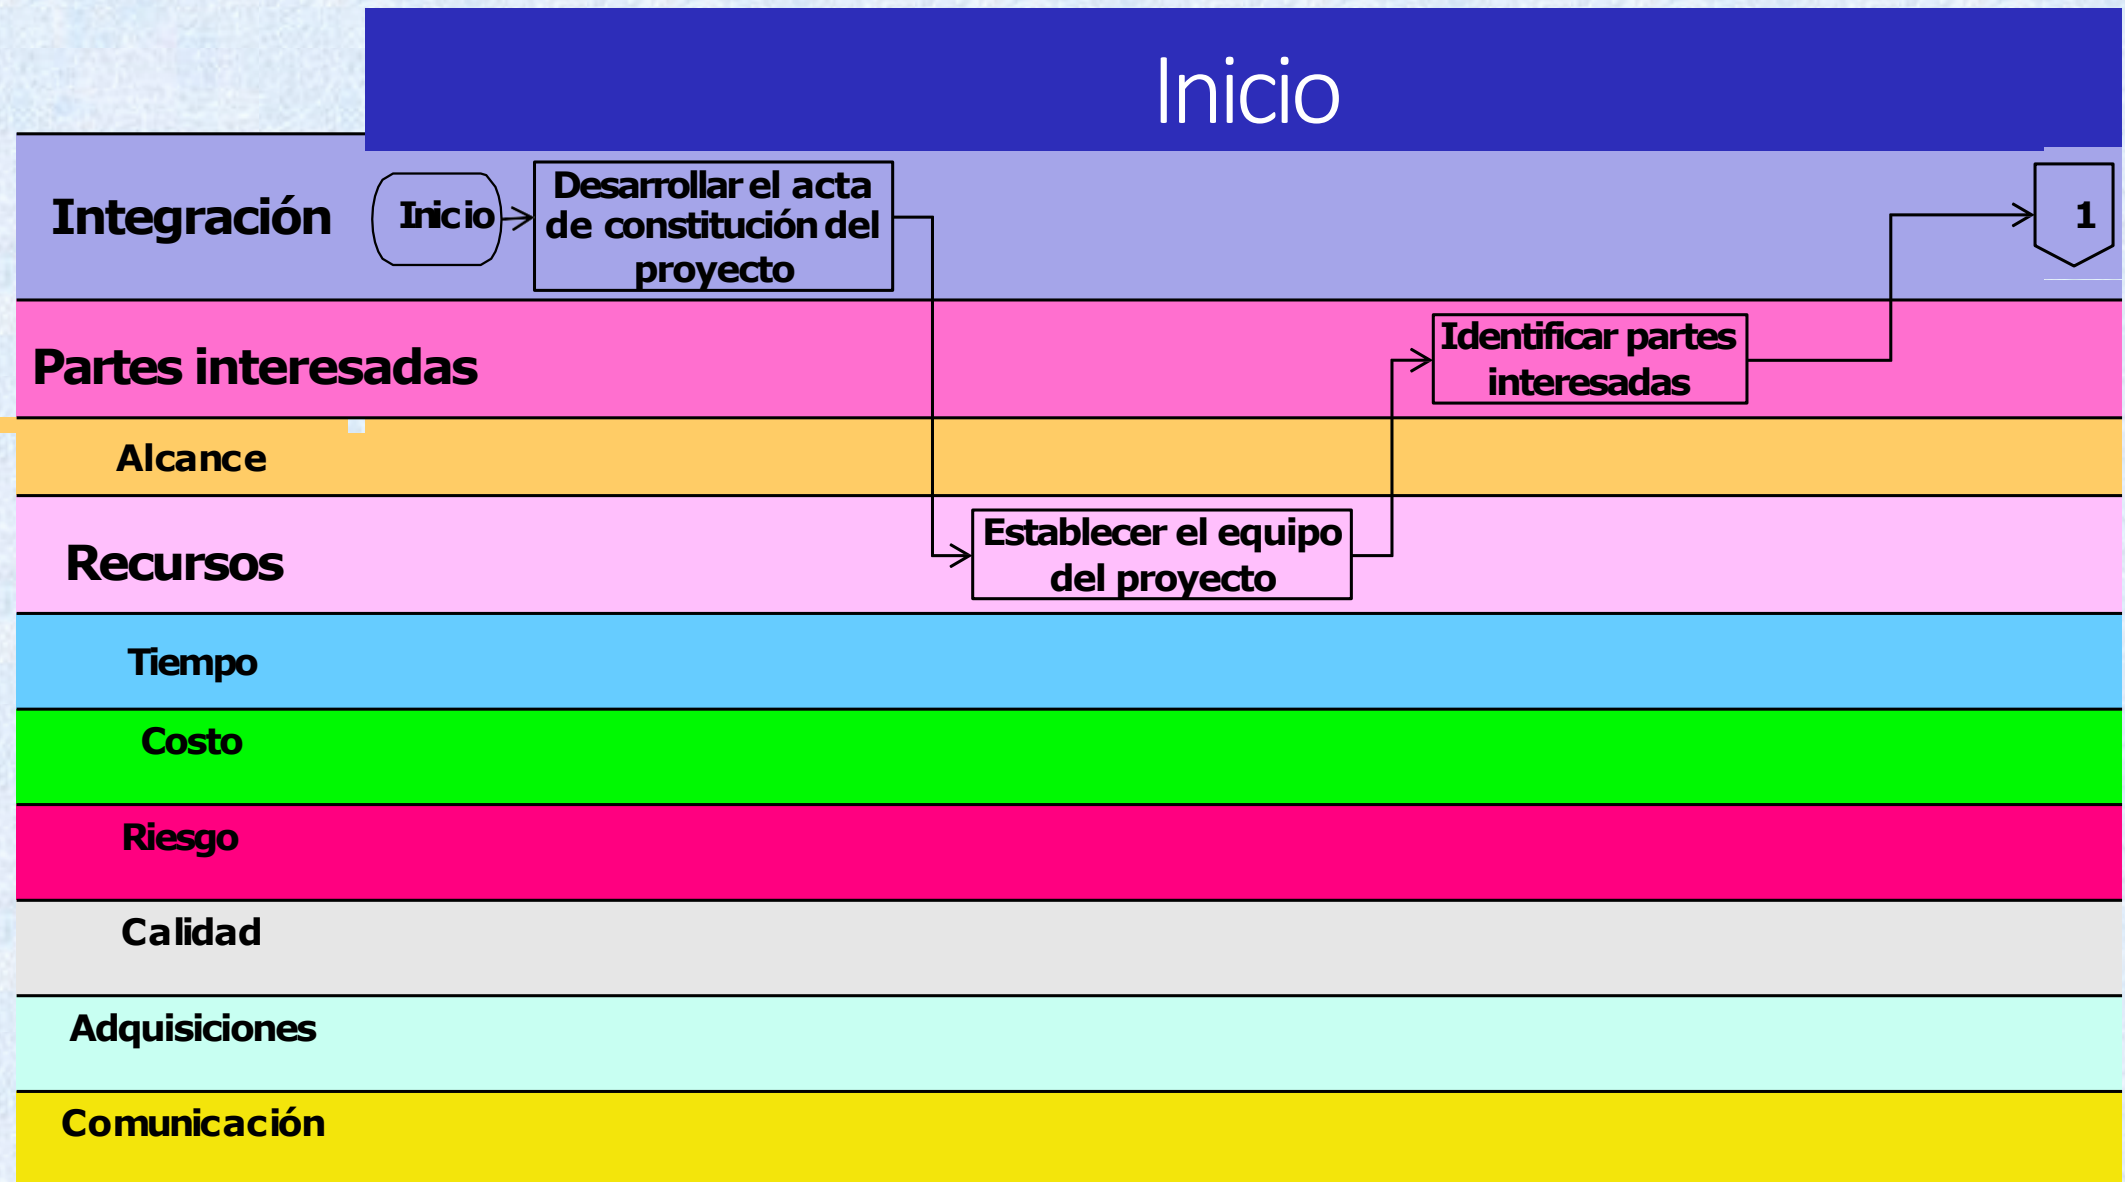 Inicio
Integración
Inicio
Desarrollar el acta
de constitución del
proyecto
1
Partes interesadas
Identificar partes
interesadas
Alcance
Recursos
Establecer el equipo
del proyecto
Tiempo
Costo
Riesgo
Calidad
Adquisiciones
Comunicación